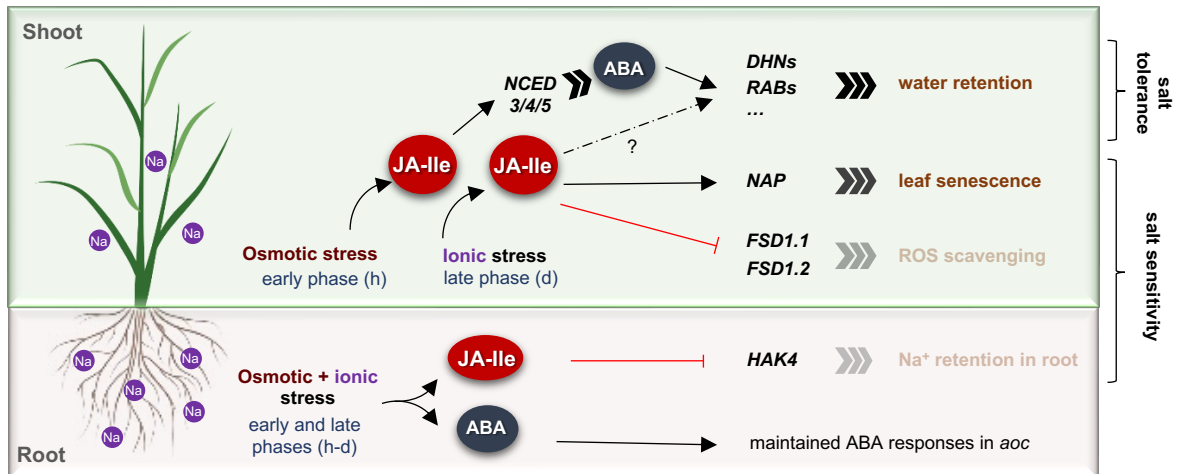 Shoot
NCED
3/4/5
ABA
DHNs
RABs
...
water retention
salt
tolerance
JA-Ile
JA-Ile
?
NAP
leaf senescence
Na
Na
Na
Osmotic stress
early phase (h)
Ionic stress
late phase (d)
FSD1.1
FSD1.2
ROS scavenging
salt sensitivity
Na
Na
Na
Na
Na
Osmotic + ionic
stress
early and late
phases (h-d)
JA-Ile
HAK4
Na⁺ retention in root
ABA
maintained ABA responses in aoc
Root